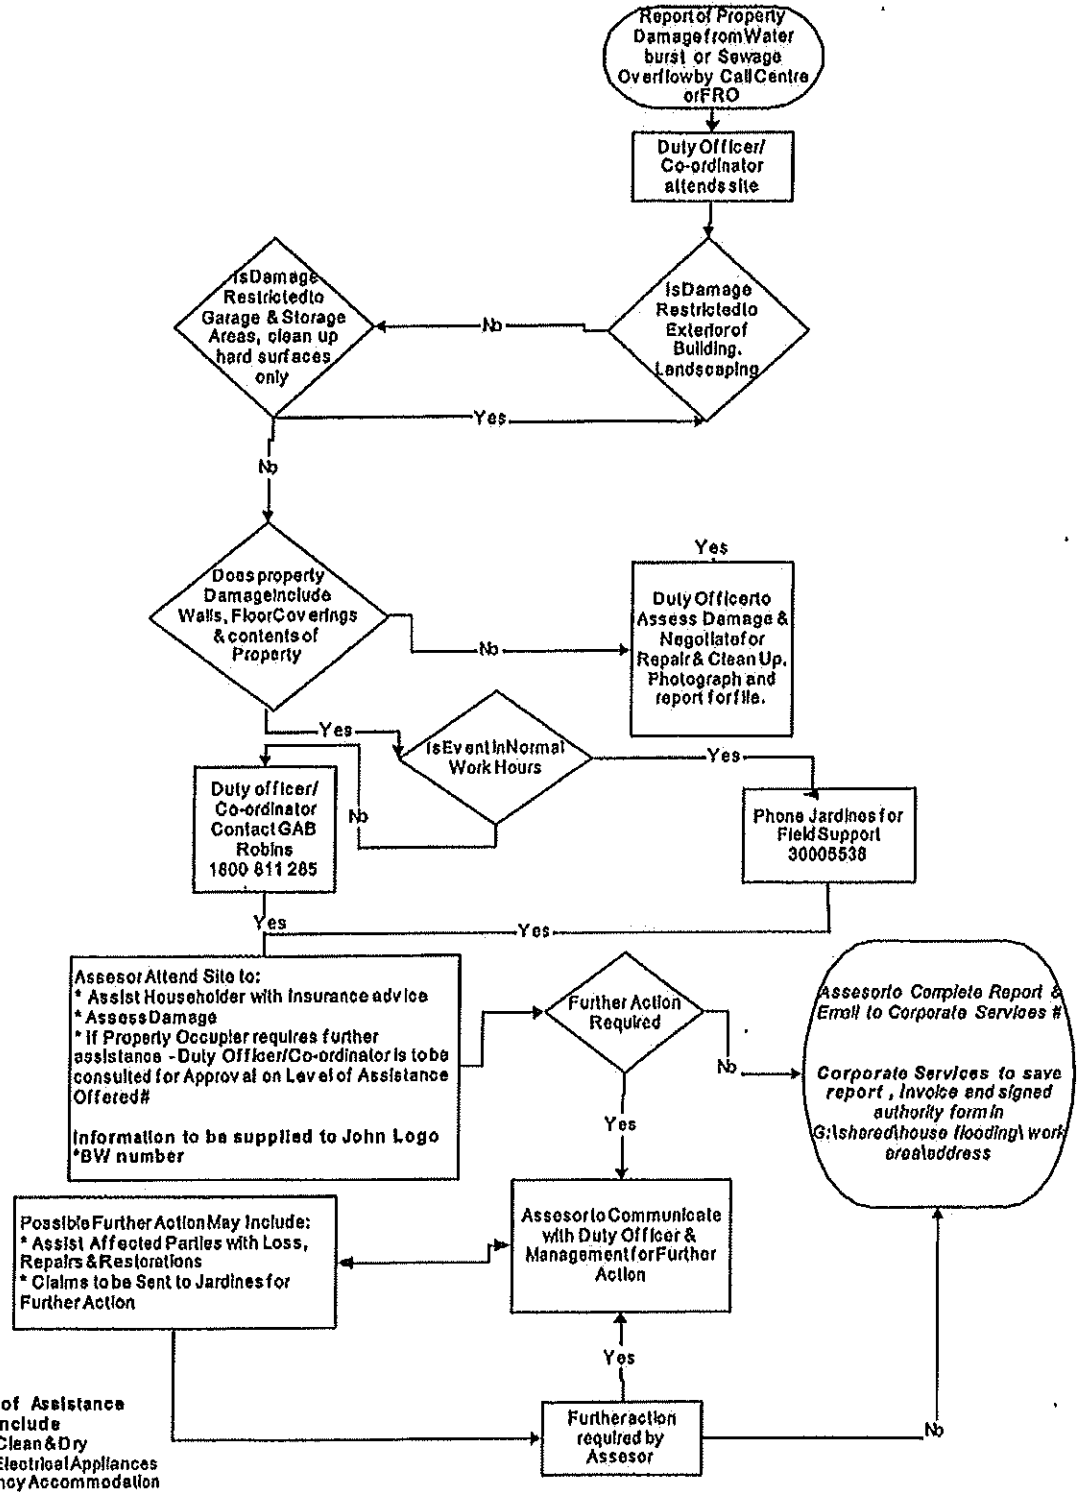 Report of Property
Damage from Water
burst or Sewage
Overflow by Call Centre
or FRO
Duty Officer/
Co-ordinator
attends site
Is Damage
Restricted to
Garage & Storage
Areas, clean up
hard surfaces
only
No
Is Damage
Restricted to
Exterior of
Building.
Landscaping
Yes
No
Does property
Damage Include
Walls, Floor Coverings
& contents of
Property
No
Yes
Duty Officer to
Assess Damage &
Negotiate for
Repair & Clean Up.
Photograph and
report for file.
Yes
Is Event In Normal
Work Hours
Yes
No
Duty officer/
Co-ordinator
Contact GAB
Robins
1800 811 285
Phone Jardines for
Field Support
30005538
Yes
Yes
Assesor Attend Site to:
* Assist Householder with insurance advice
* Assess Damage
* If Property Occupier requires further
assistance - Duty Officer/Co-ordinator is to be
consulted for Approval on Level of Assistance
Offered#
Information to be supplied to John Logo
*BW number
Further Action
Required
No
Yes
Assesor to Complete Report &
Email to Corporate Services #
Corporate Services to save
report , Invoice and signed
authority form in
G:\shared\house flooding\ work
area\address
Possible Further Action May Include:
* Assist Affected Parties with Loss,
Repairs & Restorations
* Claims to be Sent to Jardines for
Further Action
Assesor to Communicate
with Duty Officer &
Management for Further
Action
Yes
Further action
required by
Assesor
No
of Assistance
nclude
Clean & Dry
Electrical Appliances
ncy Accommodation